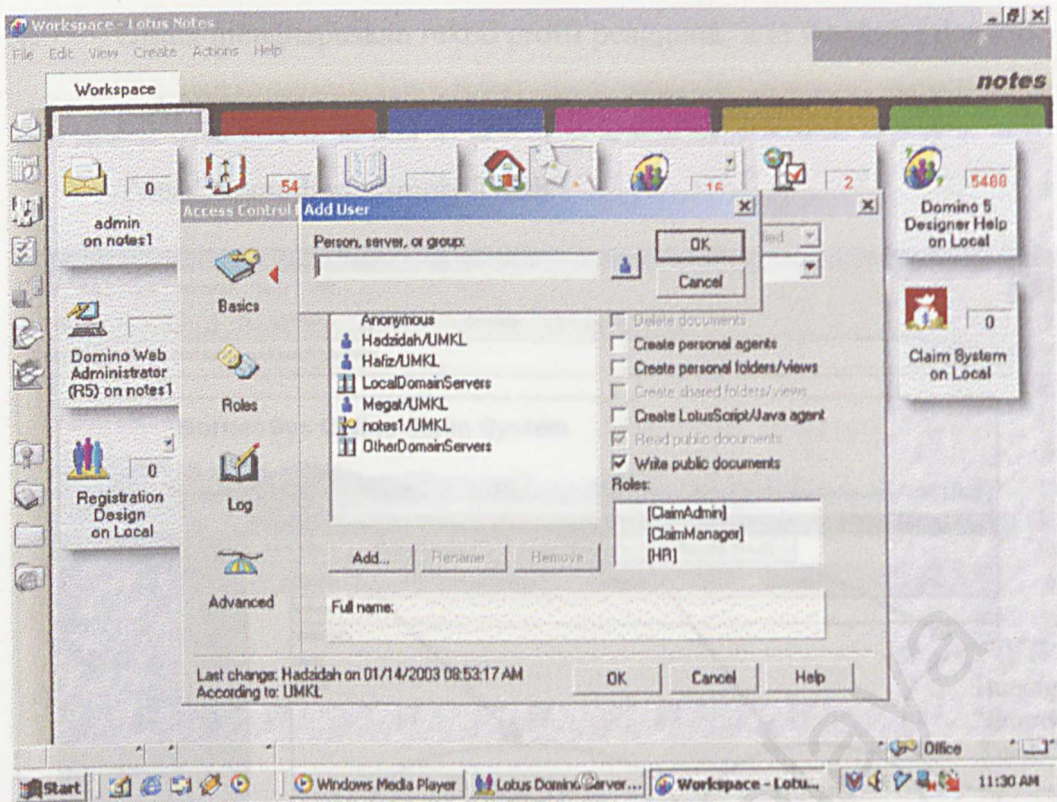 Workspace - Lotus Notes
File Edit View Create Actions Help
Workspace
notes
0
admin
on notes1
54
16
2
5488
Domino 5
Designer Help
on Local
Domino Web
Administrator
(R5) on notes1
0
Claim System
on Local
0
Registration
Design
on Local
Access Control
Add User
Person, server, or group:
OK
Cancel
Basics
Roles
Log
Advanced
Anonymous
Hadzidah/UMKL
Hafiz/UMKL
LocalDomainServers
Megat/UMKL
notes1/UMKL
OtherDomainServers
Delete documents
Create personal agents
Create personal folders/views
Create shared folders/views
Create LotusScript/Java agent
Read public documents
Write public documents
Roles:
[ClaimAdmin]
[ClaimManager]
[HR]
Add...
Rename...
Remove
Full name:
Last change: Hadzidah on 01/14/2003 08:53:17 AM
According to: UMKL
OK
Cancel
Help
Office
Start
Windows Media Player
Lotus Domino Server...
Workspace - Lotu...
11:30 AM